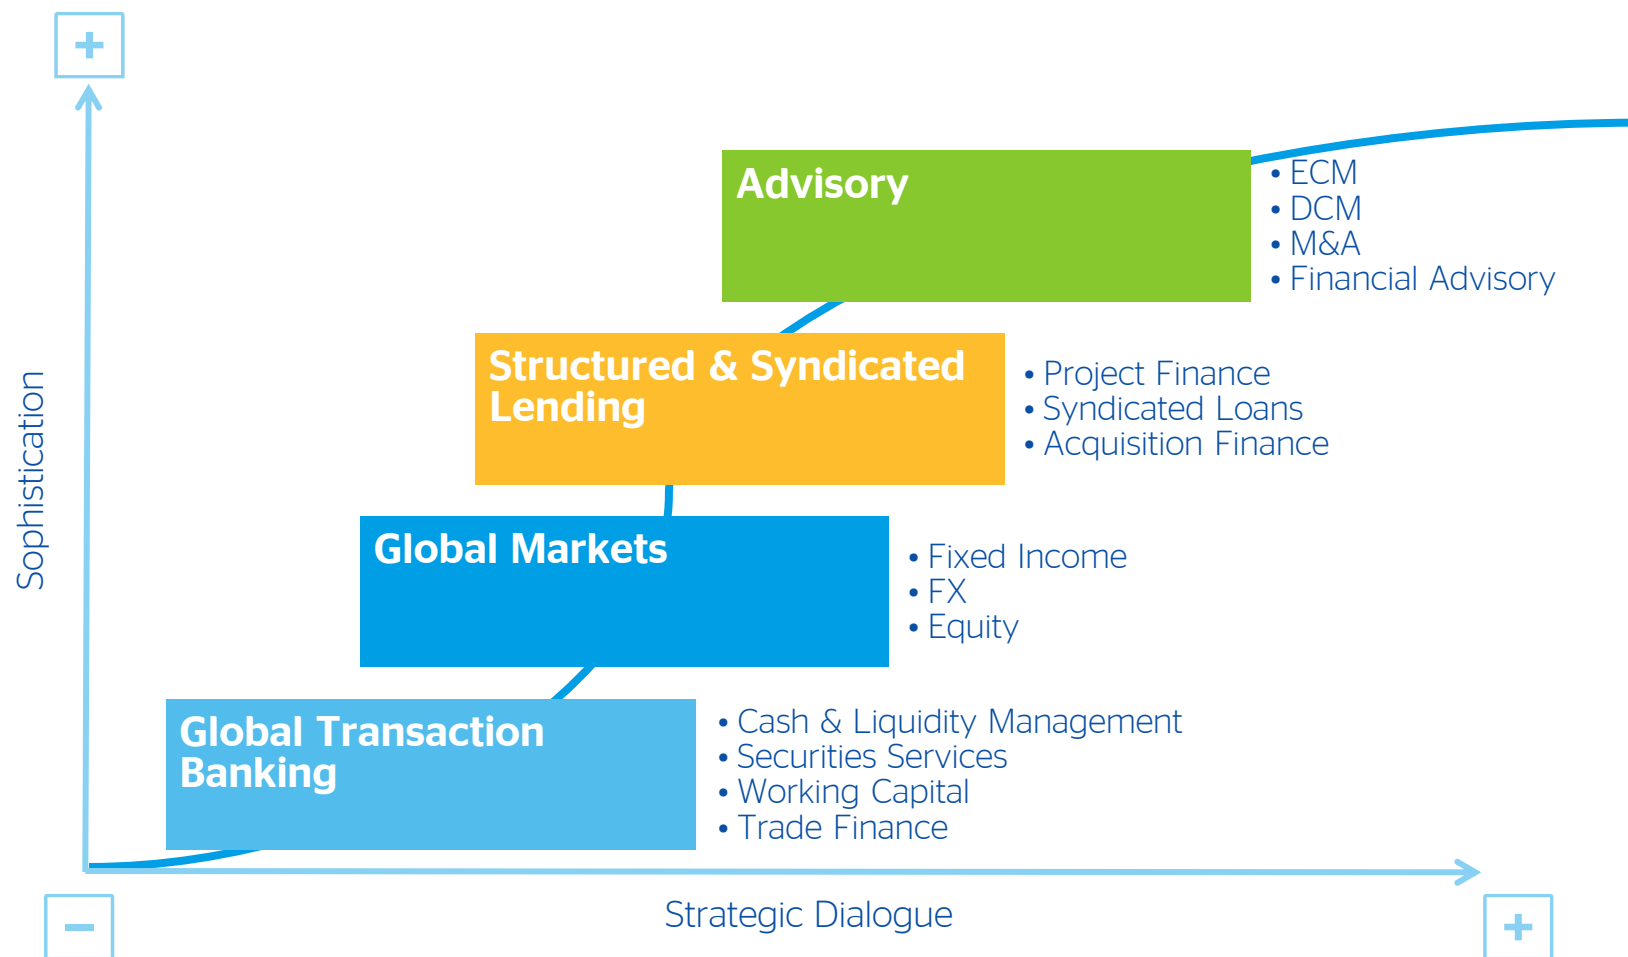 Advisory
• ECM
• DCM
• M&A
• Financial Advisory
Structured & Syndicated
Lending
• Project Finance
• Syndicated Loans
• Acquisition Finance
Sophistication
Global Markets
• Fixed Income
• FX
• Equity
Global Transaction
Banking
• Cash & Liquidity Management
• Securities Services
• Working Capital
• Trade Finance
Strategic Dialogue